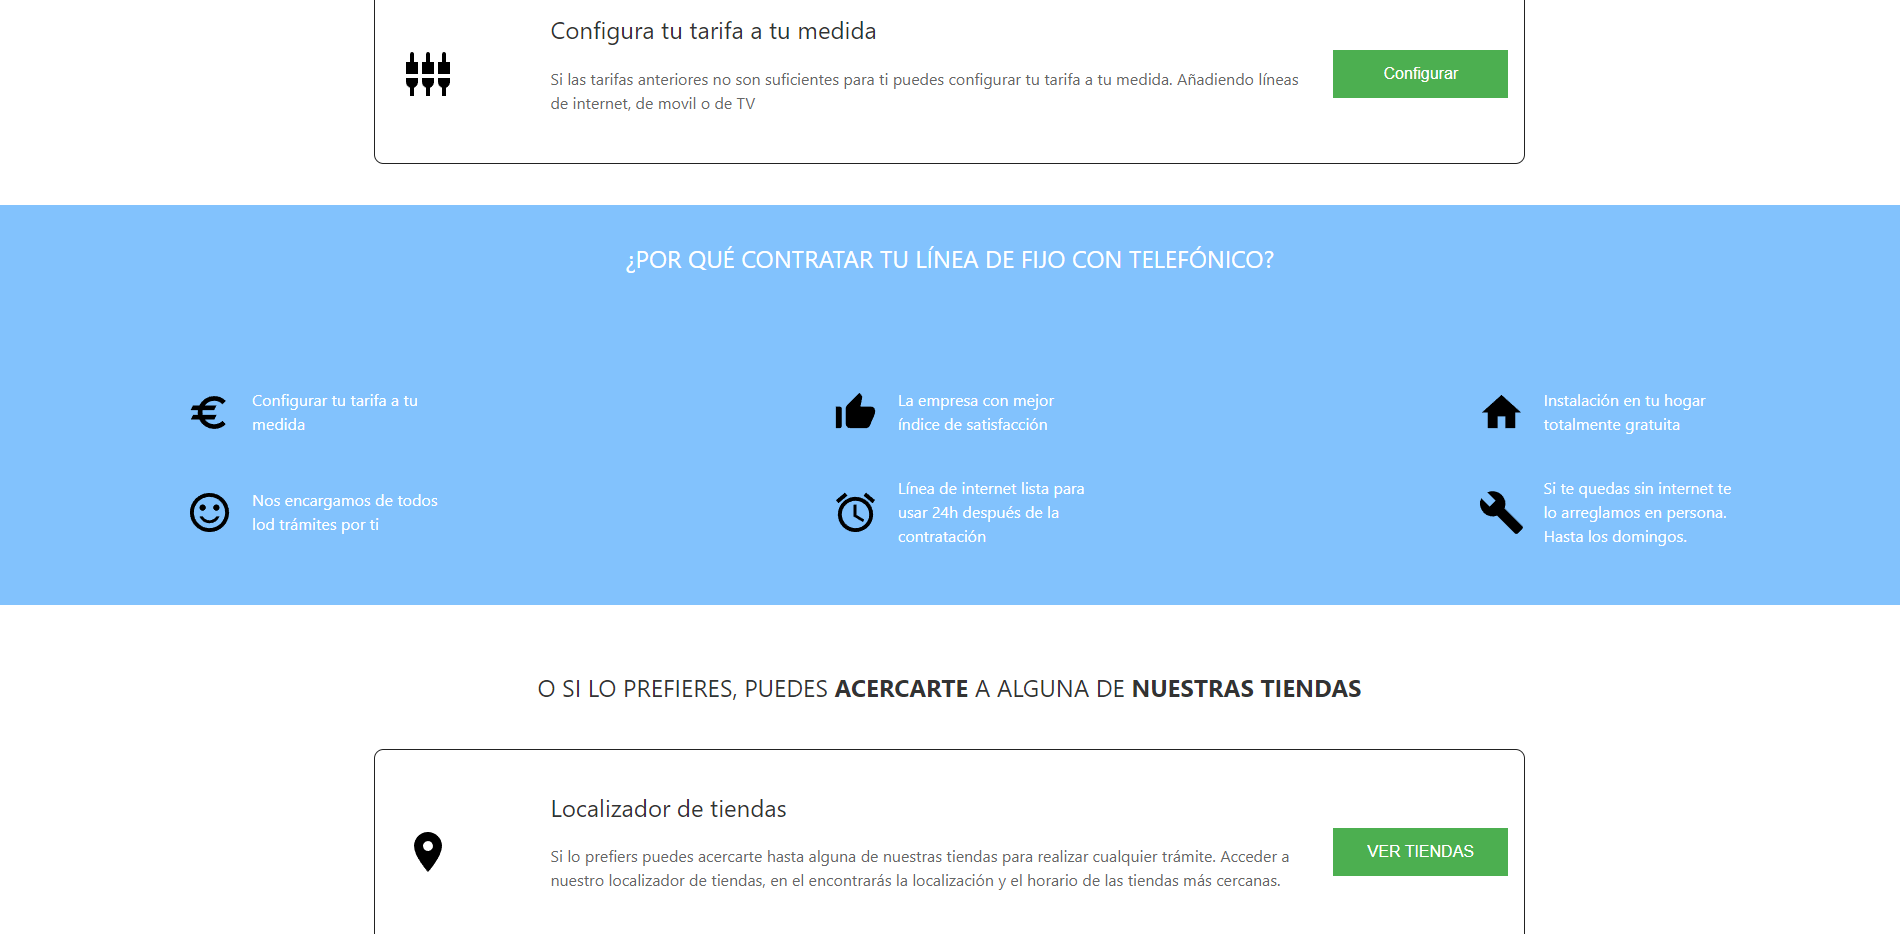 Configura tu tarifa a tu medida
Si las tarifas anteriores no son suficientes para ti puedes configurar tu tarifa a tu medida. Añadiendo líneas
de internet, de movil o de TV
Configurar
¿POR QUÉ CONTRATAR TU LÍNEA DE FIJO CON TELEFÓNICO?
Configurar tu tarifa a tu
medida
La empresa con mejor
índice de satisfacción
Instalación en tu hogar
totalmente gratuita
Nos encargamos de todos
lod trámites por ti
Línea de internet lista para
usar 24h después de la
contratación
Si te quedas sin internet te
lo arreglamos en persona.
Hasta los domingos.
O SI LO PREFIERES, PUEDES ACERCARTE A ALGUNA DE NUESTRAS TIENDAS
Localizador de tiendas
Si lo prefiers puedes acercarte hasta alguna de nuestras tiendas para realizar cualquier trámite. Acceder a
nuestro localizador de tiendas, en el encontrarás la localización y el horario de las tiendas más cercanas.
VER TIENDAS